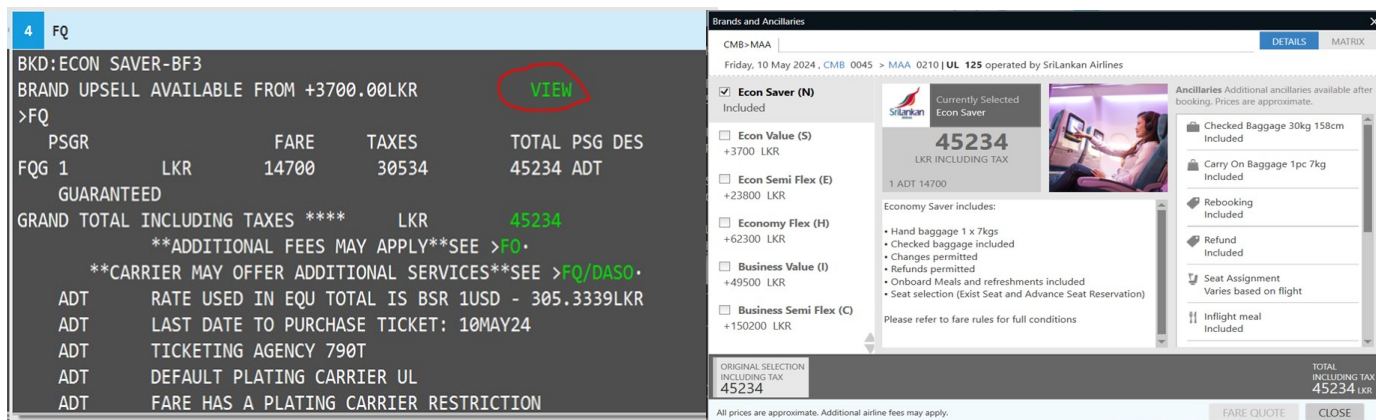 4 FQ
BKD:ECON SAVER-BF3
BRAND UPSELL AVAILABLE FROM +3700.00LKR VIEW
>FQ
PSGR FARE TAXES TOTAL PSG DES
FQG 1 LKR 14700 30534 45234 ADT
GUARANTEED
GRAND TOTAL INCLUDING TAXES **** LKR 45234
**ADDITIONAL FEES MAY APPLY**SEE >FO·
**CARRIER MAY OFFER ADDITIONAL SERVICES**SEE >FQ/DASO·
ADT RATE USED IN EQU TOTAL IS BSR 1USD - 305.3339LKR
ADT LAST DATE TO PURCHASE TICKET: 10MAY24
ADT TICKETING AGENCY 790T
ADT DEFAULT PLATING CARRIER UL
ADT FARE HAS A PLATING CARRIER RESTRICTION
Brands and Ancillaries
CMB>MAA
DETAILS MATRIX
Friday, 10 May 2024 , CMB 0045 > MAA 0210 | UL 125 operated by SriLankan Airlines
Econ Saver (N)
Included
Econ Value (S)
+3700 LKR
Econ Semi Flex (E)
+23800 LKR
Economy Flex (H)
+62300 LKR
Business Value (I)
+49500 LKR
Business Semi Flex (C)
+150200 LKR
SriLankan
Airlines
Currently Selected
Econ Saver
45234
LKR INCLUDING TAX
1 ADT 14700
Economy Saver includes:
• Hand baggage 1 x 7kgs
• Checked baggage included
• Changes permitted
• Refunds permitted
• Onboard Meals and refreshments included
• Seat selection (Exist Seat and Advance Seat Reservation)
Please refer to fare rules for full conditions
Ancillaries Additional ancillaries available after
booking. Prices are approximate.
Checked Baggage 30kg 158cm
Included
Carry On Baggage 1pc 7kg
Included
Rebooking
Included
Refund
Included
Seat Assignment
Varies based on flight
Inflight meal
Included
ORIGINAL SELECTION
INCLUDING TAX
45234
TOTAL
INCLUDING TAX
45234 LKR
All prices are approximate. Additional airline fees may apply.
FARE QUOTE CLOSE